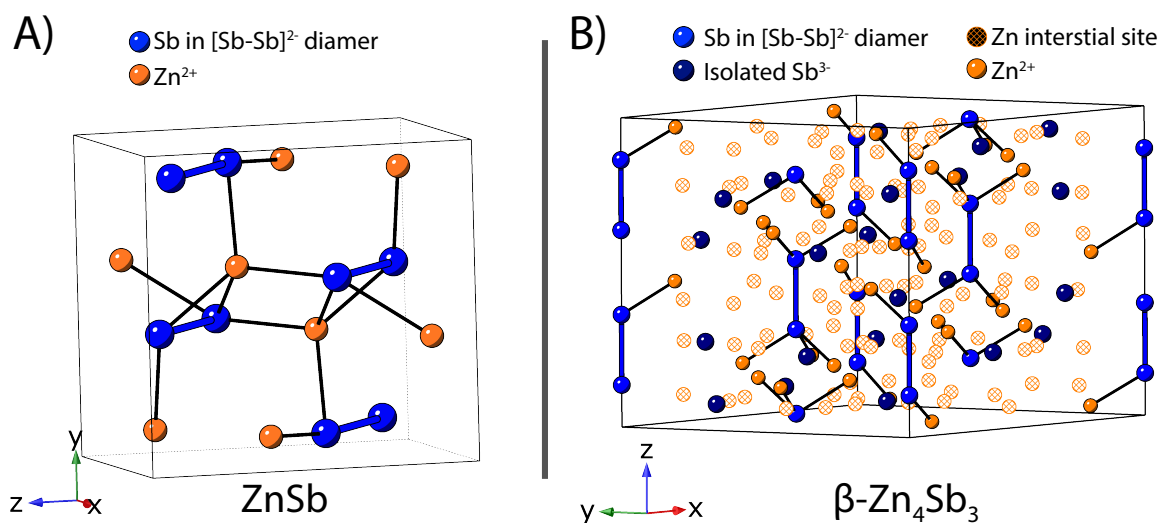 A)
Sb in [Sb-Sb]²⁻ diamer
Zn²⁺
y
z
x
ZnSb
B)
Sb in [Sb-Sb]²⁻ diamer
Zn interstial site
Isolated Sb³⁻
Zn²⁺
z
y
x
β-Zn₄Sb₃